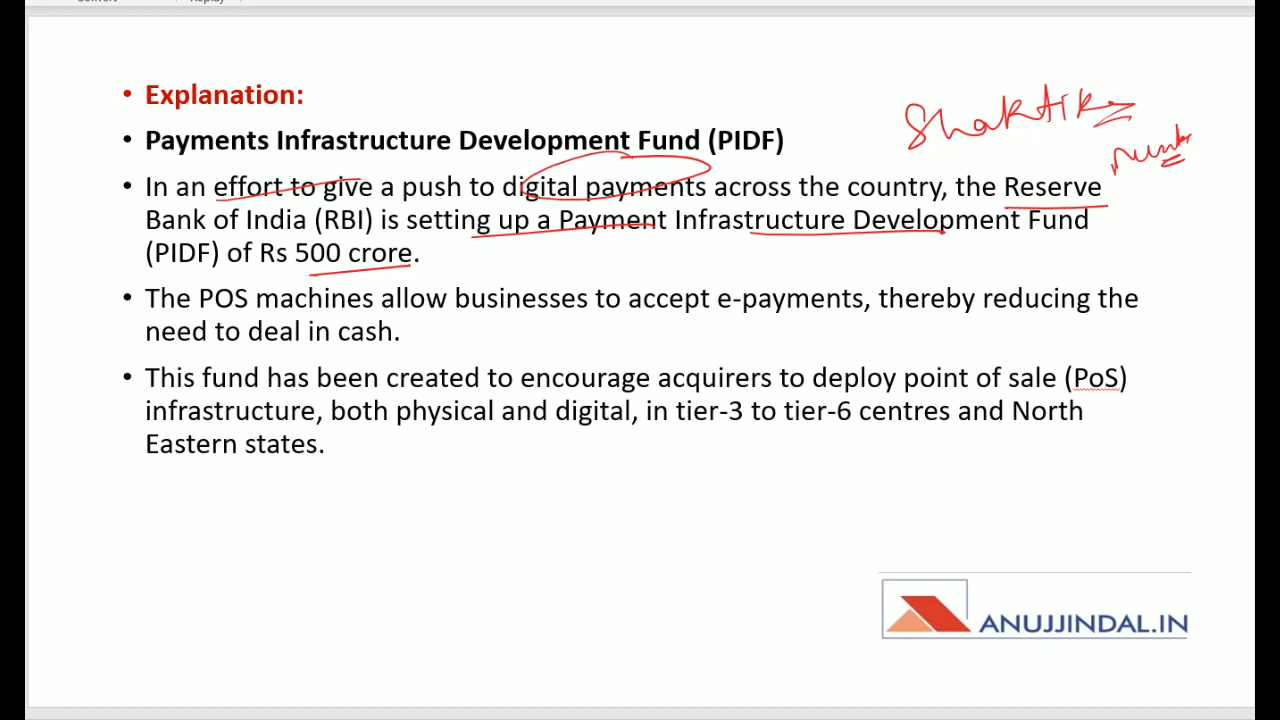 • Explanation:
• Payments Infrastructure Development Fund (PIDF)
• In an effort to give a push to digital payments across the country, the Reserve
Bank of India (RBI) is setting up a Payment Infrastructure Development Fund
(PIDF) of Rs 500 crore.
• The POS machines allow businesses to accept e-payments, thereby reducing the
need to deal in cash.
• This fund has been created to encourage acquirers to deploy point of sale (PoS)
infrastructure, both physical and digital, in tier-3 to tier-6 centres and North
Eastern states.
ANUJJINDAL.IN